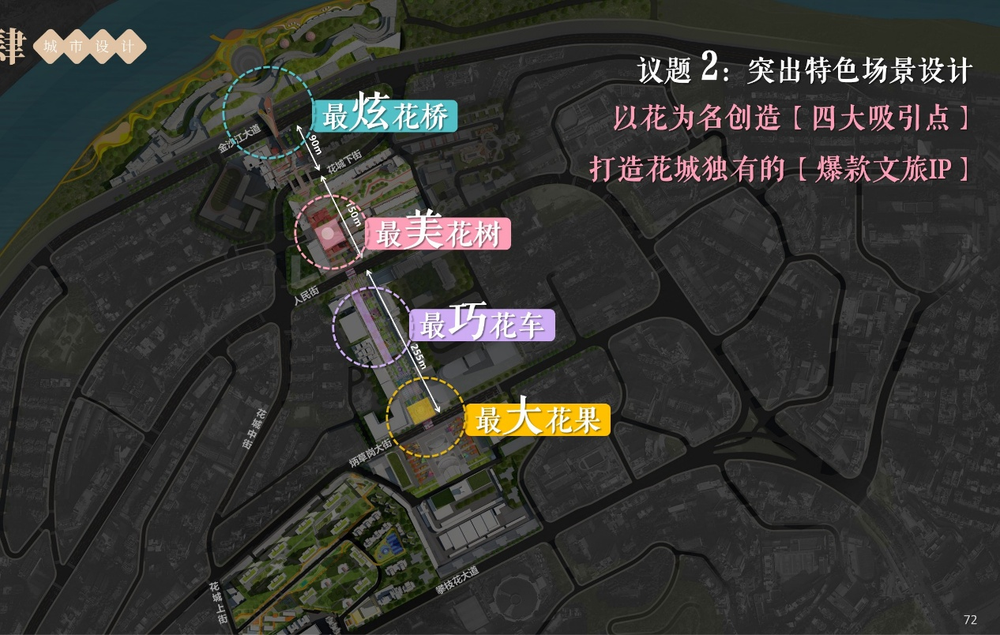 肆 城市设计
议题 2：突出特色场景设计
以花为名创造【四大吸引点】
打造花城独有的【爆款文旅IP】
最炫花桥
金沙江大道
90m
花城下街
150m
最美花树
人民街
最巧花车
255m
最大花果
花城中街
炳草岗大街
攀枝花大道
花城上街
72